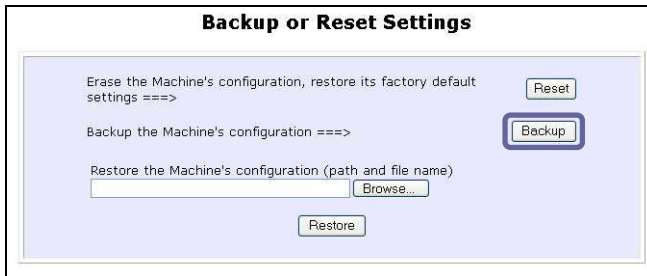 Backup or Reset Settings
Erase the Machine's configuration, restore its factory default
settings ===>
Reset
Backup the Machine's configuration ===>
Backup
Restore the Machine's configuration (path and file name)
Browse...
Restore